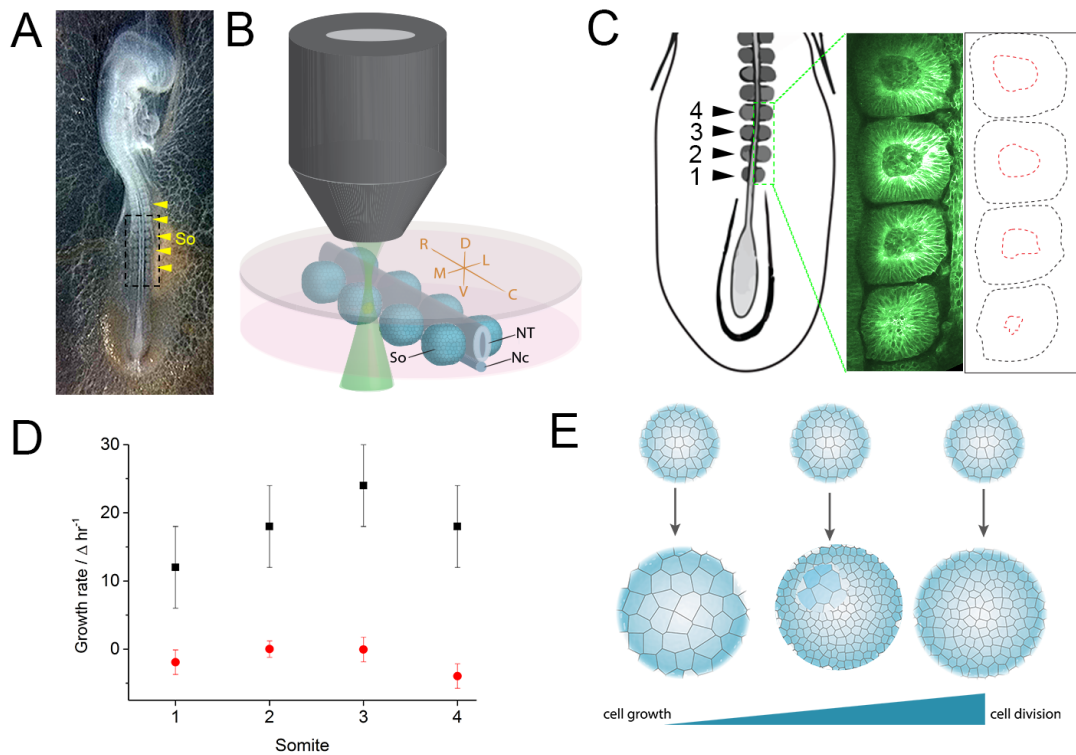 A
So
B
R
D
L
M
V
C
So
NT
Nc
C
4
3
2
1
D
30
20
10
0
Growth rate / Δ hr⁻¹
1
2
3
4
Somite
E
cell growth
cell division